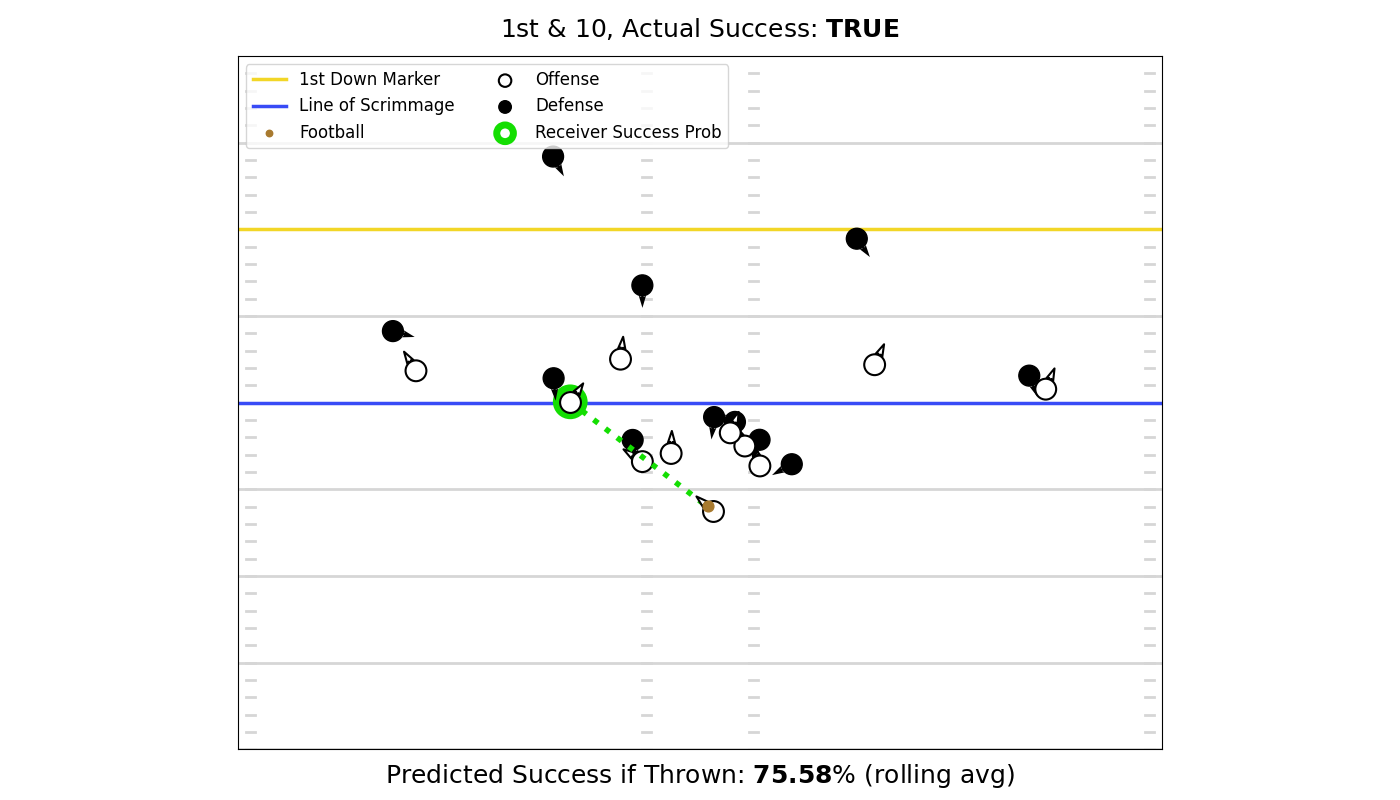 1st & 10, Actual Success: TRUE
1st Down Marker
Line of Scrimmage
Football
Offense
Defense
Receiver Success Prob
Predicted Success if Thrown: 75.58% (rolling avg)